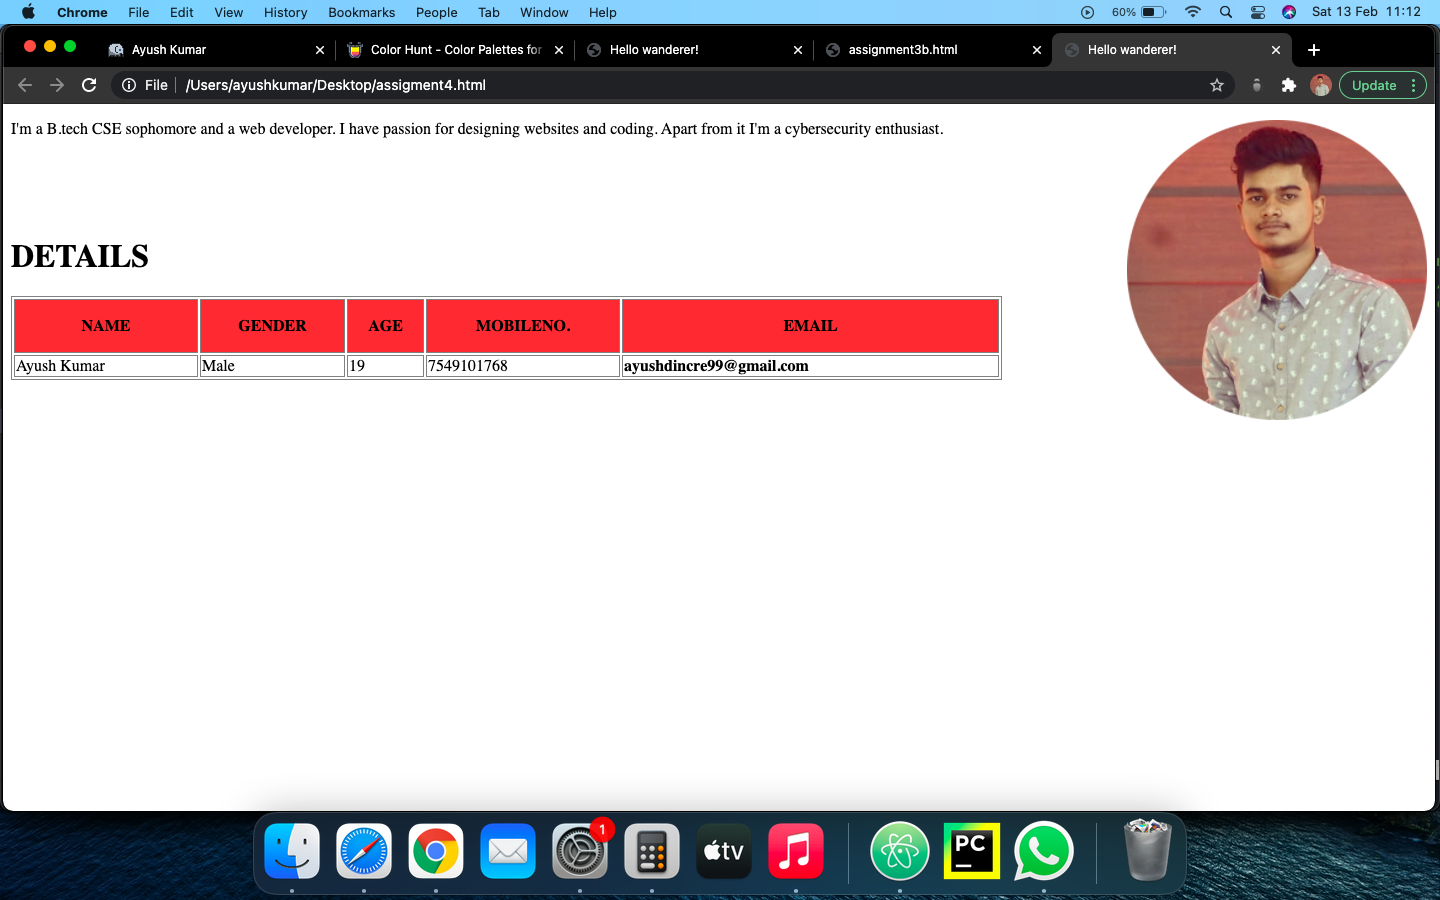 Chrome File Edit View History Bookmarks People Tab Window Help 60% Sat 13 Feb 11:12
Ayush Kumar Color Hunt - Color Palettes for Hello wanderer! assignment3b.html Hello wanderer!
File /Users/ayushkumar/Desktop/assigment4.html Update
I'm a B.tech CSE sophomore and a web developer. I have passion for designing websites and coding. Apart from it I'm a cybersecurity enthusiast.
DETAILS
NAME GENDER AGE MOBILENO. EMAIL
Ayush Kumar Male 19 7549101768 ayushdincre99@gmail.com
1
tv
PC